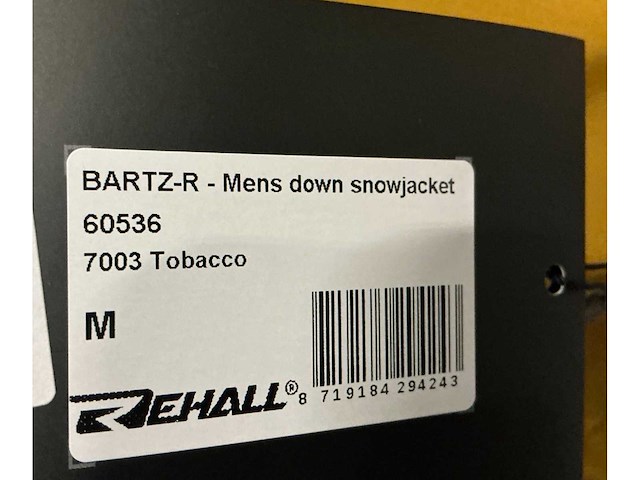 BARTZ-R - Mens down snowjacket
60536
7003 Tobacco
M
REHALL®
8 719184 294243